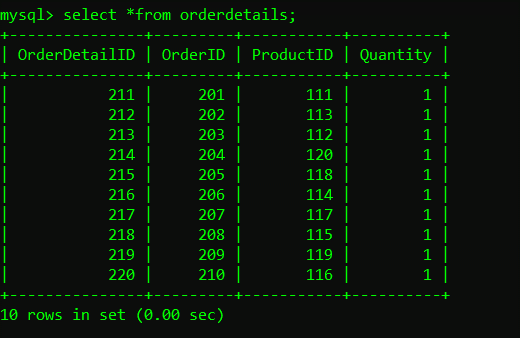 mysql> select *from orderdetails;
+---------------+---------+-----------+----------+
| OrderDetailID | OrderID | ProductID | Quantity |
+---------------+---------+-----------+----------+
|           211 |     201 |       111 |        1 |
|           212 |     202 |       113 |        1 |
|           213 |     203 |       112 |        1 |
|           214 |     204 |       120 |        1 |
|           215 |     205 |       118 |        1 |
|           216 |     206 |       114 |        1 |
|           217 |     207 |       117 |        1 |
|           218 |     208 |       115 |        1 |
|           219 |     209 |       119 |        1 |
|           220 |     210 |       116 |        1 |
+---------------+---------+-----------+----------+
10 rows in set (0.00 sec)